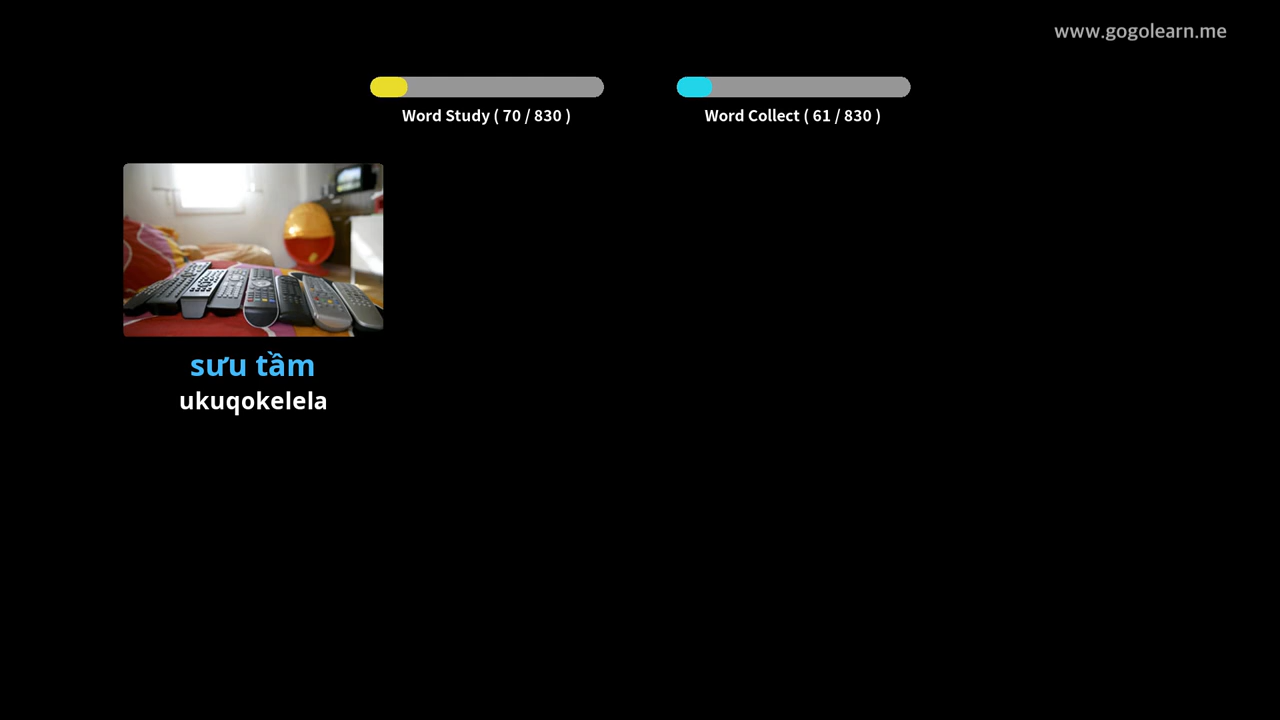 www.gogolearn.me
Word Study ( 70 / 830 )
Word Collect ( 61 / 830 )
sưu tầm
ukuqokelela